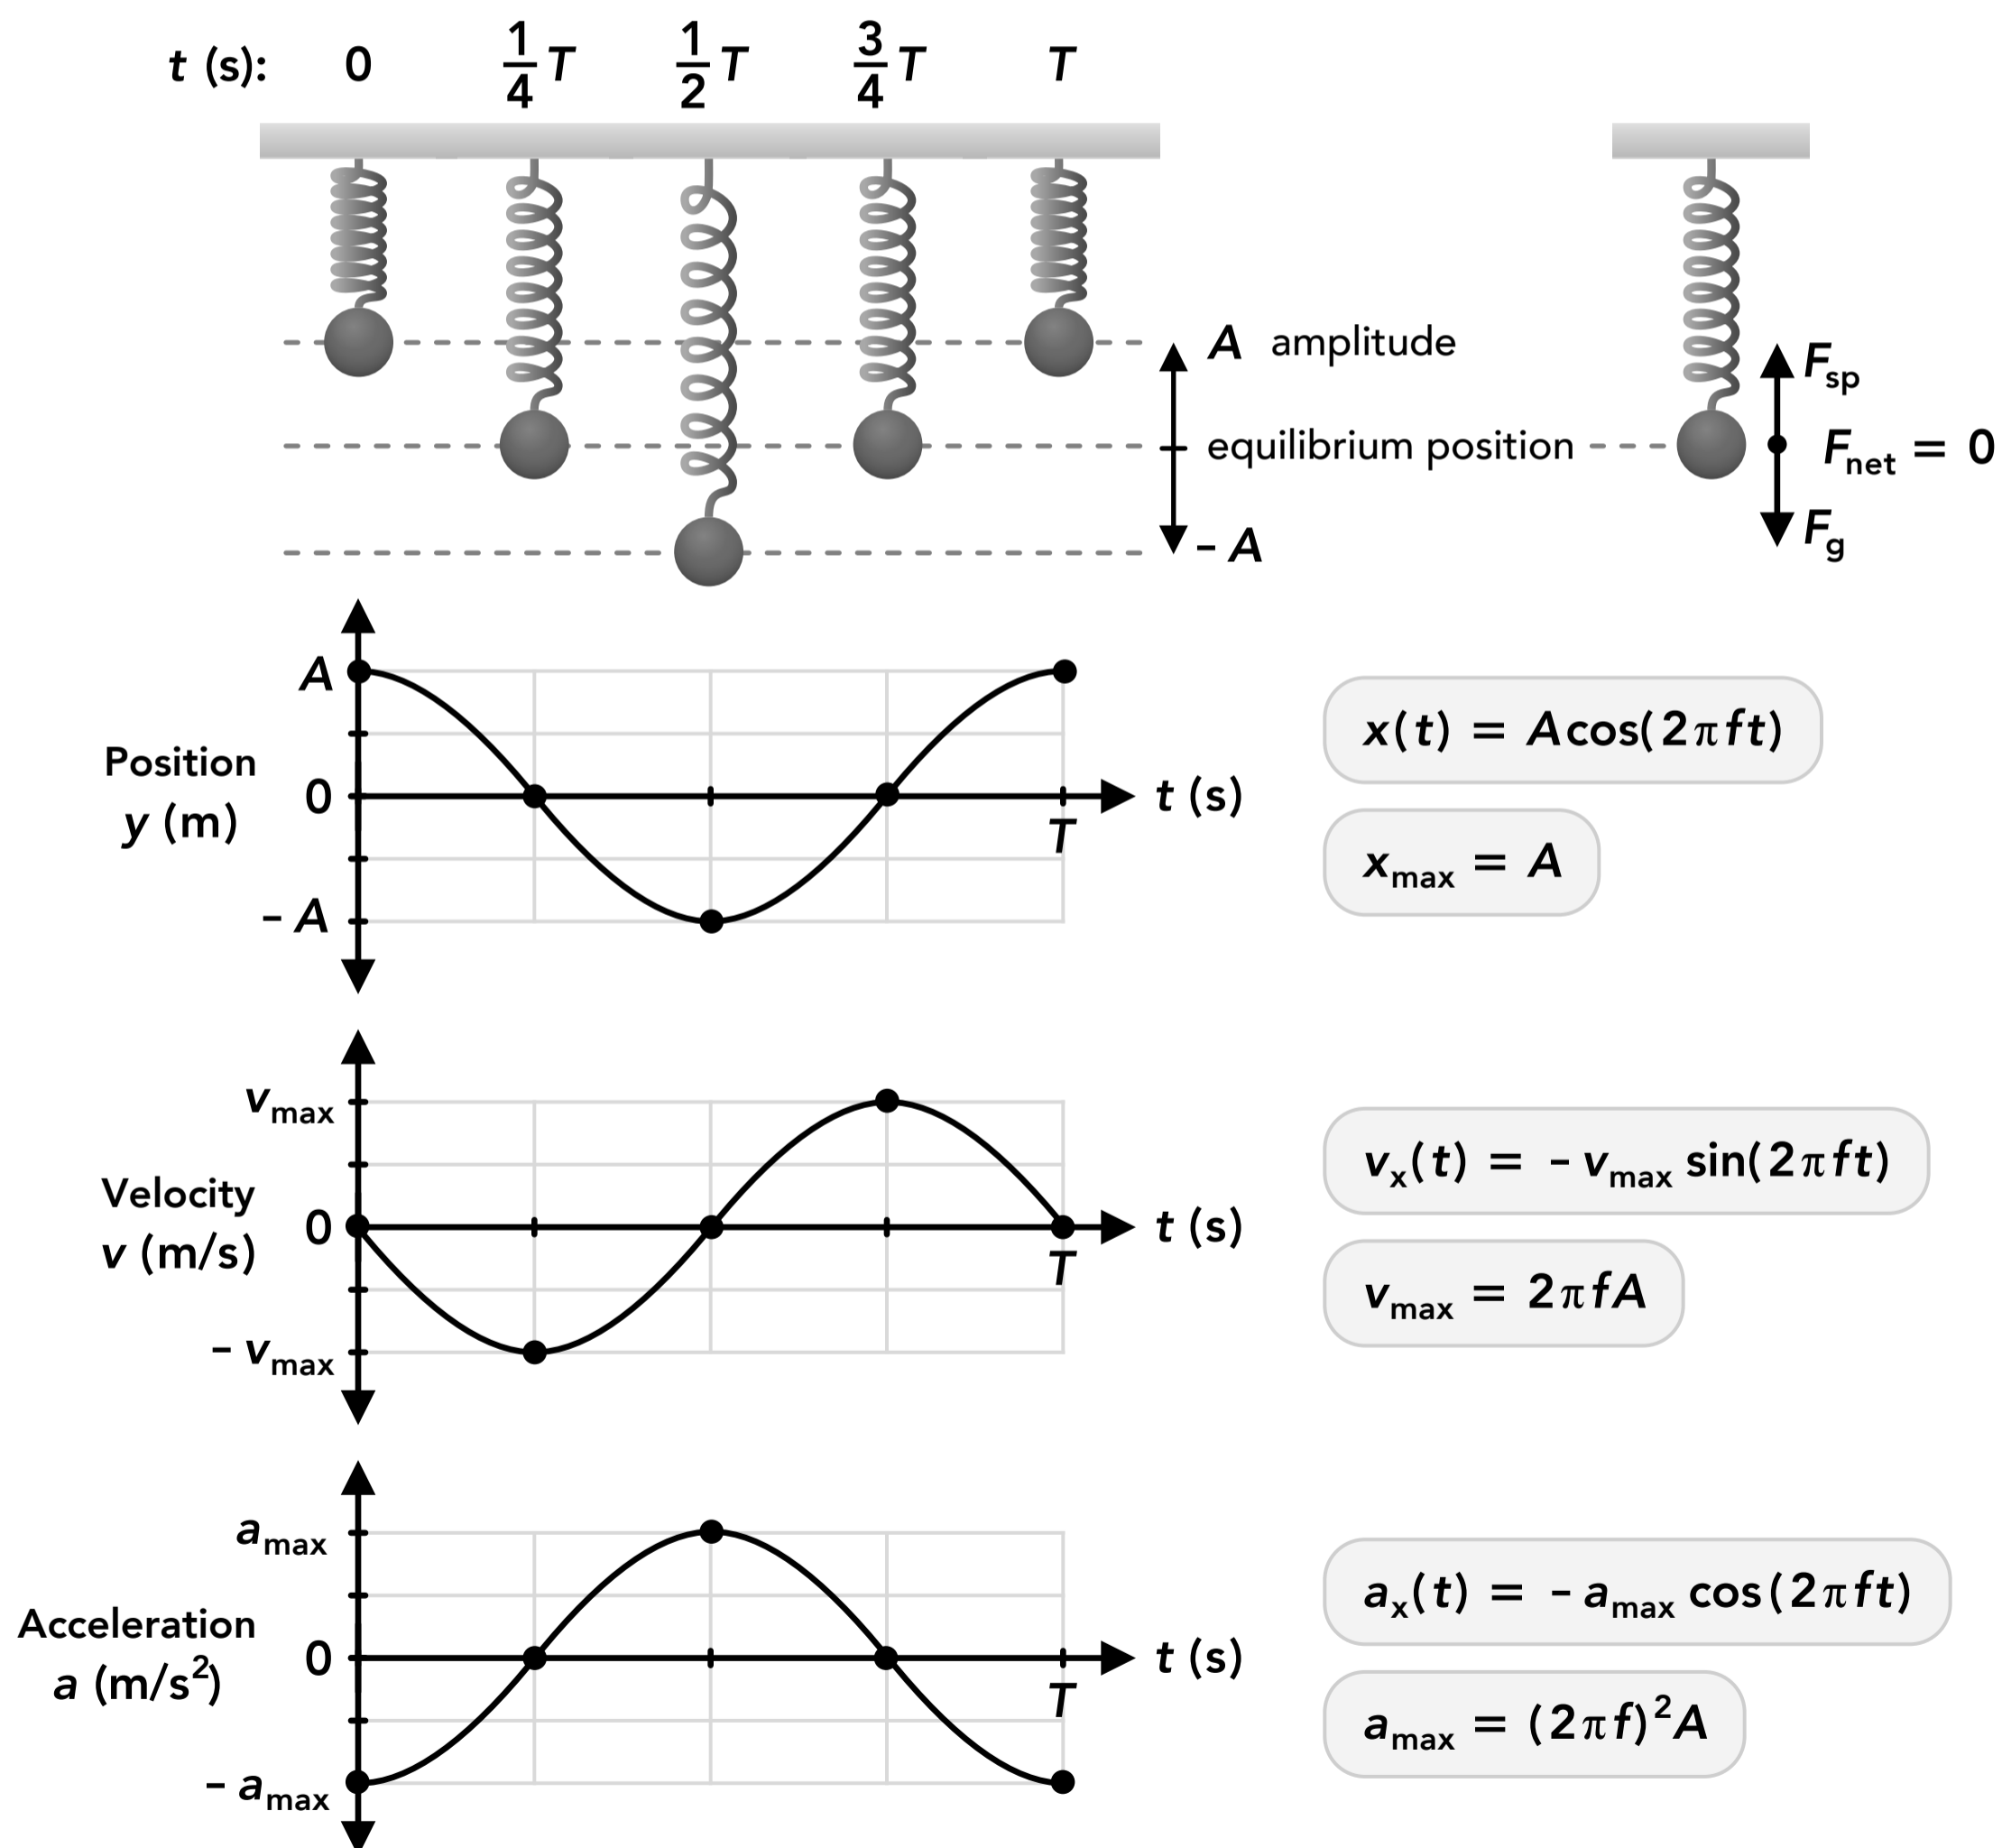 t (s): 0 1/4 T 1/2 T 3/4 T T
A amplitude
equilibrium position
– A
F_sp
F_net = 0
F_g
A
Position
y (m)
0
– A
t (s)
T
x(t) = A cos(2πft)
x_max = A
v_max
Velocity
v (m/s)
0
– v_max
t (s)
T
v_x(t) = – v_max sin(2πft)
v_max = 2πfA
a_max
Acceleration
a (m/s²)
0
– a_max
t (s)
T
a_x(t) = – a_max cos(2πft)
a_max = (2πf)²A